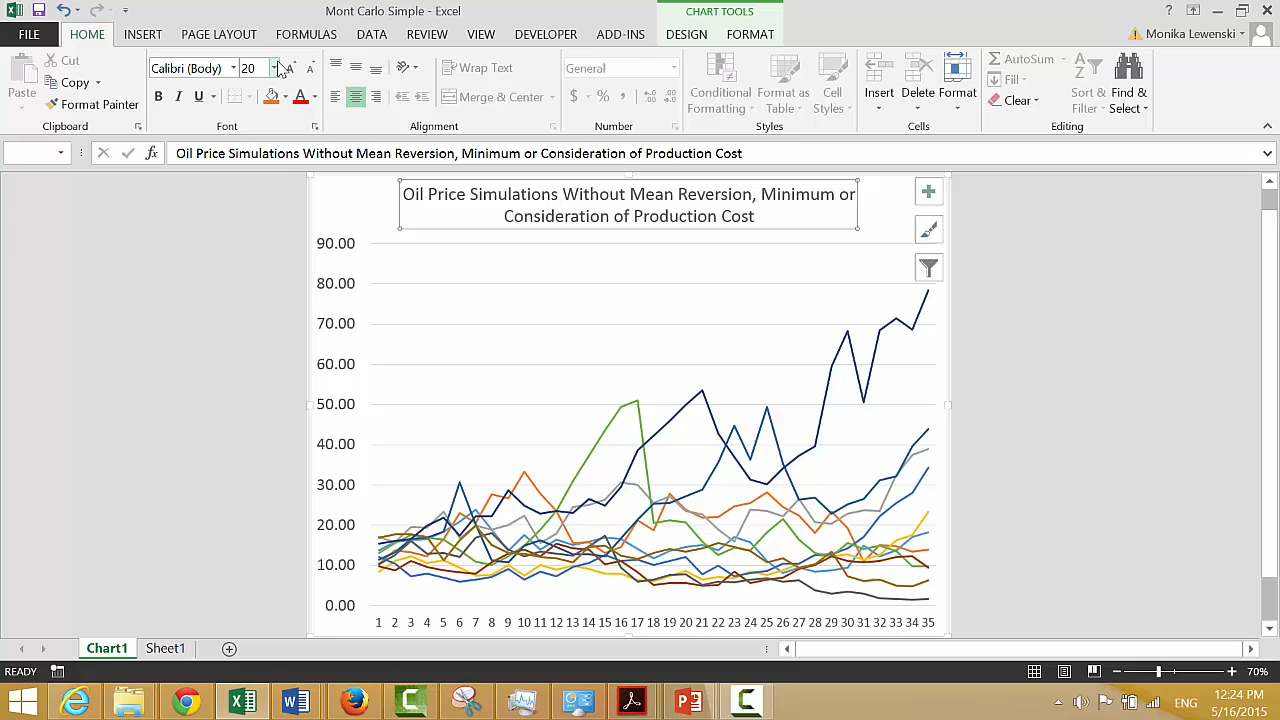 Mont Carlo Simple - Excel
CHART TOOLS
FILE HOME INSERT PAGE LAYOUT FORMULAS DATA REVIEW VIEW DEVELOPER ADD-INS DESIGN FORMAT Monika Lewenski
Paste
Cut
Copy
Format Painter
Clipboard
Calibri (Body) 20
B I U
Font
Wrap Text
Merge & Center
Alignment
General
$ % ,
Number
Conditional Formatting
Format as Table
Cell Styles
Styles
Insert Delete Format
Cells
AutoSum
Fill
Clear
Sort & Filter
Find & Select
Editing
fx Oil Price Simulations Without Mean Reversion, Minimum or Consideration of Production Cost
Oil Price Simulations Without Mean Reversion, Minimum or
Consideration of Production Cost
90.00
80.00
70.00
60.00
50.00
40.00
30.00
20.00
10.00
0.00
1 2 3 4 5 6 7 8 9 10 11 12 13 14 15 16 17 18 19 20 21 22 23 24 25 26 27 28 29 30 31 32 33 34 35
Chart1 Sheet1
READY 70%
ENG
12:24 PM
5/16/2015